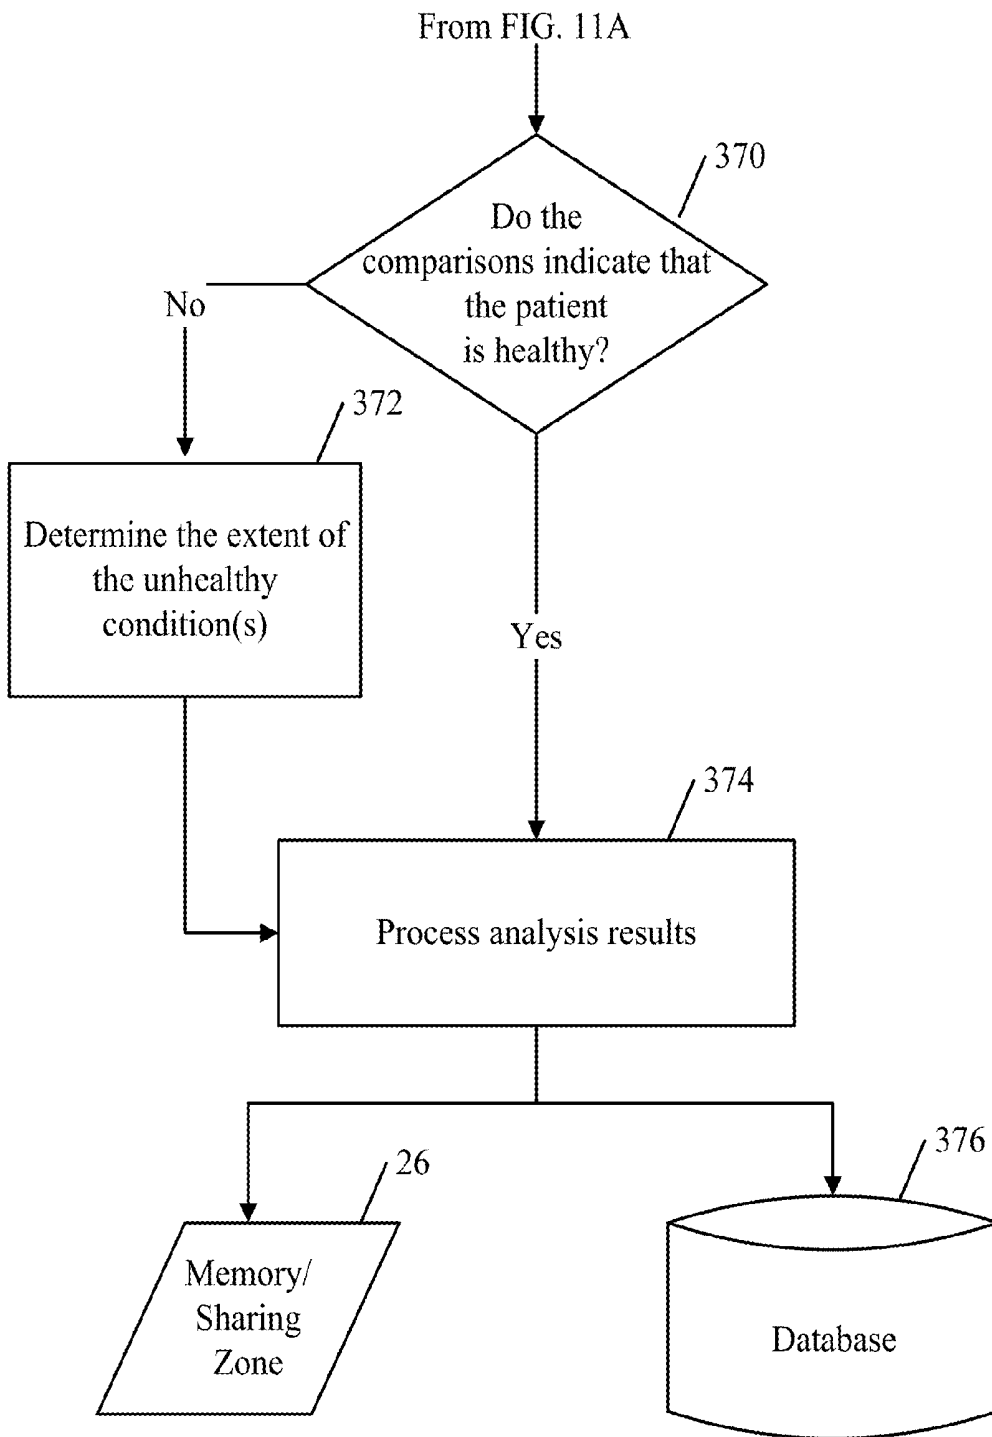 From FIG. 11A
370
Do the
comparisons indicate that
the patient
is healthy?
No
372
Determine the extent of
the unhealthy
condition(s)
Yes
374
Process analysis results
26
Memory/
Sharing
Zone
376
Database